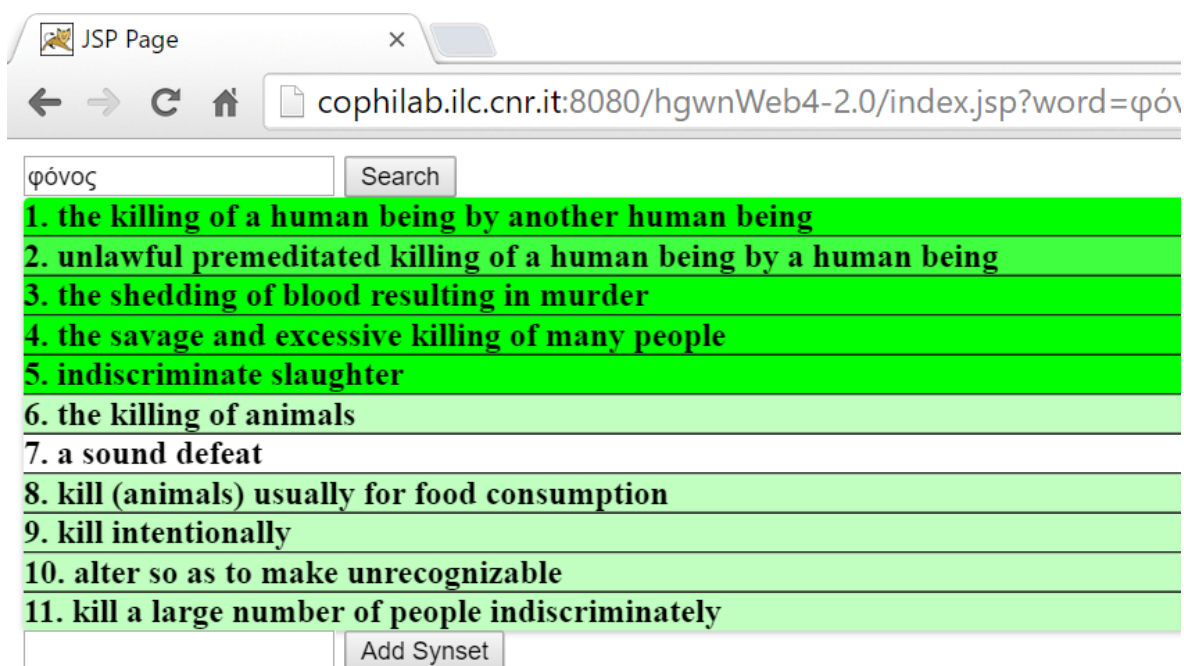 JSP Page
cophilab.ilc.cnr.it:8080/hgwnWeb4-2.0/index.jsp?word=φόν
φόνος Search
1. the killing of a human being by another human being
2. unlawful premeditated killing of a human being by a human being
3. the shedding of blood resulting in murder
4. the savage and excessive killing of many people
5. indiscriminate slaughter
6. the killing of animals
7. a sound defeat
8. kill (animals) usually for food consumption
9. kill intentionally
10. alter so as to make unrecognizable
11. kill a large number of people indiscriminately
Add Synset